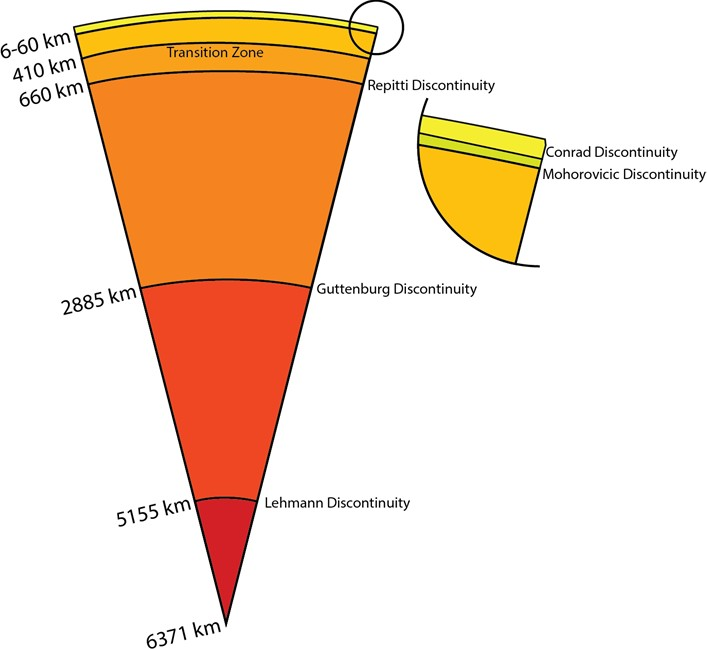 6-60 km
Transition Zone
410 km
660 km
Repitti Discontinuity
Conrad Discontinuity
Mohorovicic Discontinuity
2885 km
Guttenburg Discontinuity
5155 km
Lehmann Discontinuity
6371 km